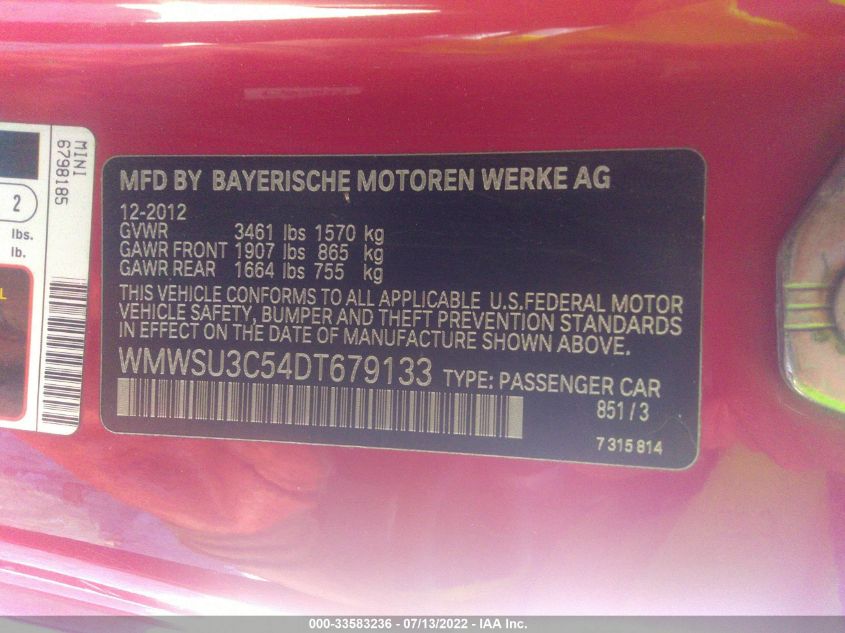 MINI
6798185
2
lbs.
lb.
L
MFD BY BAYERISCHE MOTOREN WERKE AG
12-2012
GVWR 3461 lbs 1570 kg
GAWR FRONT 1907 lbs 865 kg
GAWR REAR 1664 lbs 755 kg
THIS VEHICLE CONFORMS TO ALL APPLICABLE U.S.FEDERAL MOTOR
VEHICLE SAFETY, BUMPER AND THEFT PREVENTION STANDARDS
IN EFFECT ON THE DATE OF MANUFACTURE SHOWN ABOVE.
WMWSU3C54DT679133 TYPE: PASSENGER CAR
851 / 3
7 315 814
000-33583236 - 07/13/2022 - IAA Inc.